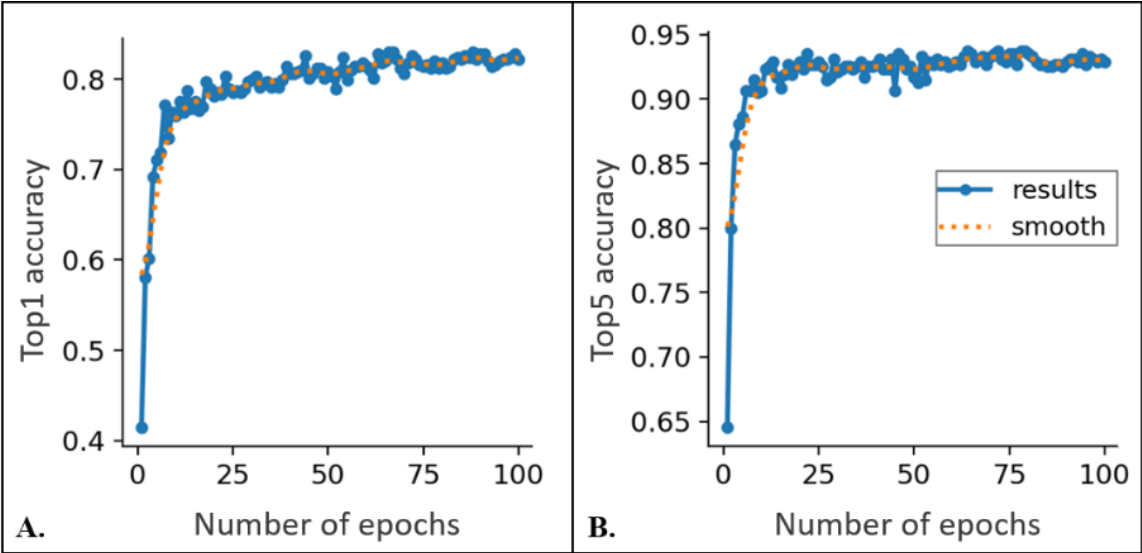 Top1 accuracy
0.8
0.7
0.6
0.5
0.4
0
25
50
75
100
Number of epochs
A.
Top5 accuracy
0.95
0.90
0.85
0.80
0.75
0.70
0.65
0
25
50
75
100
Number of epochs
B.
results
smooth